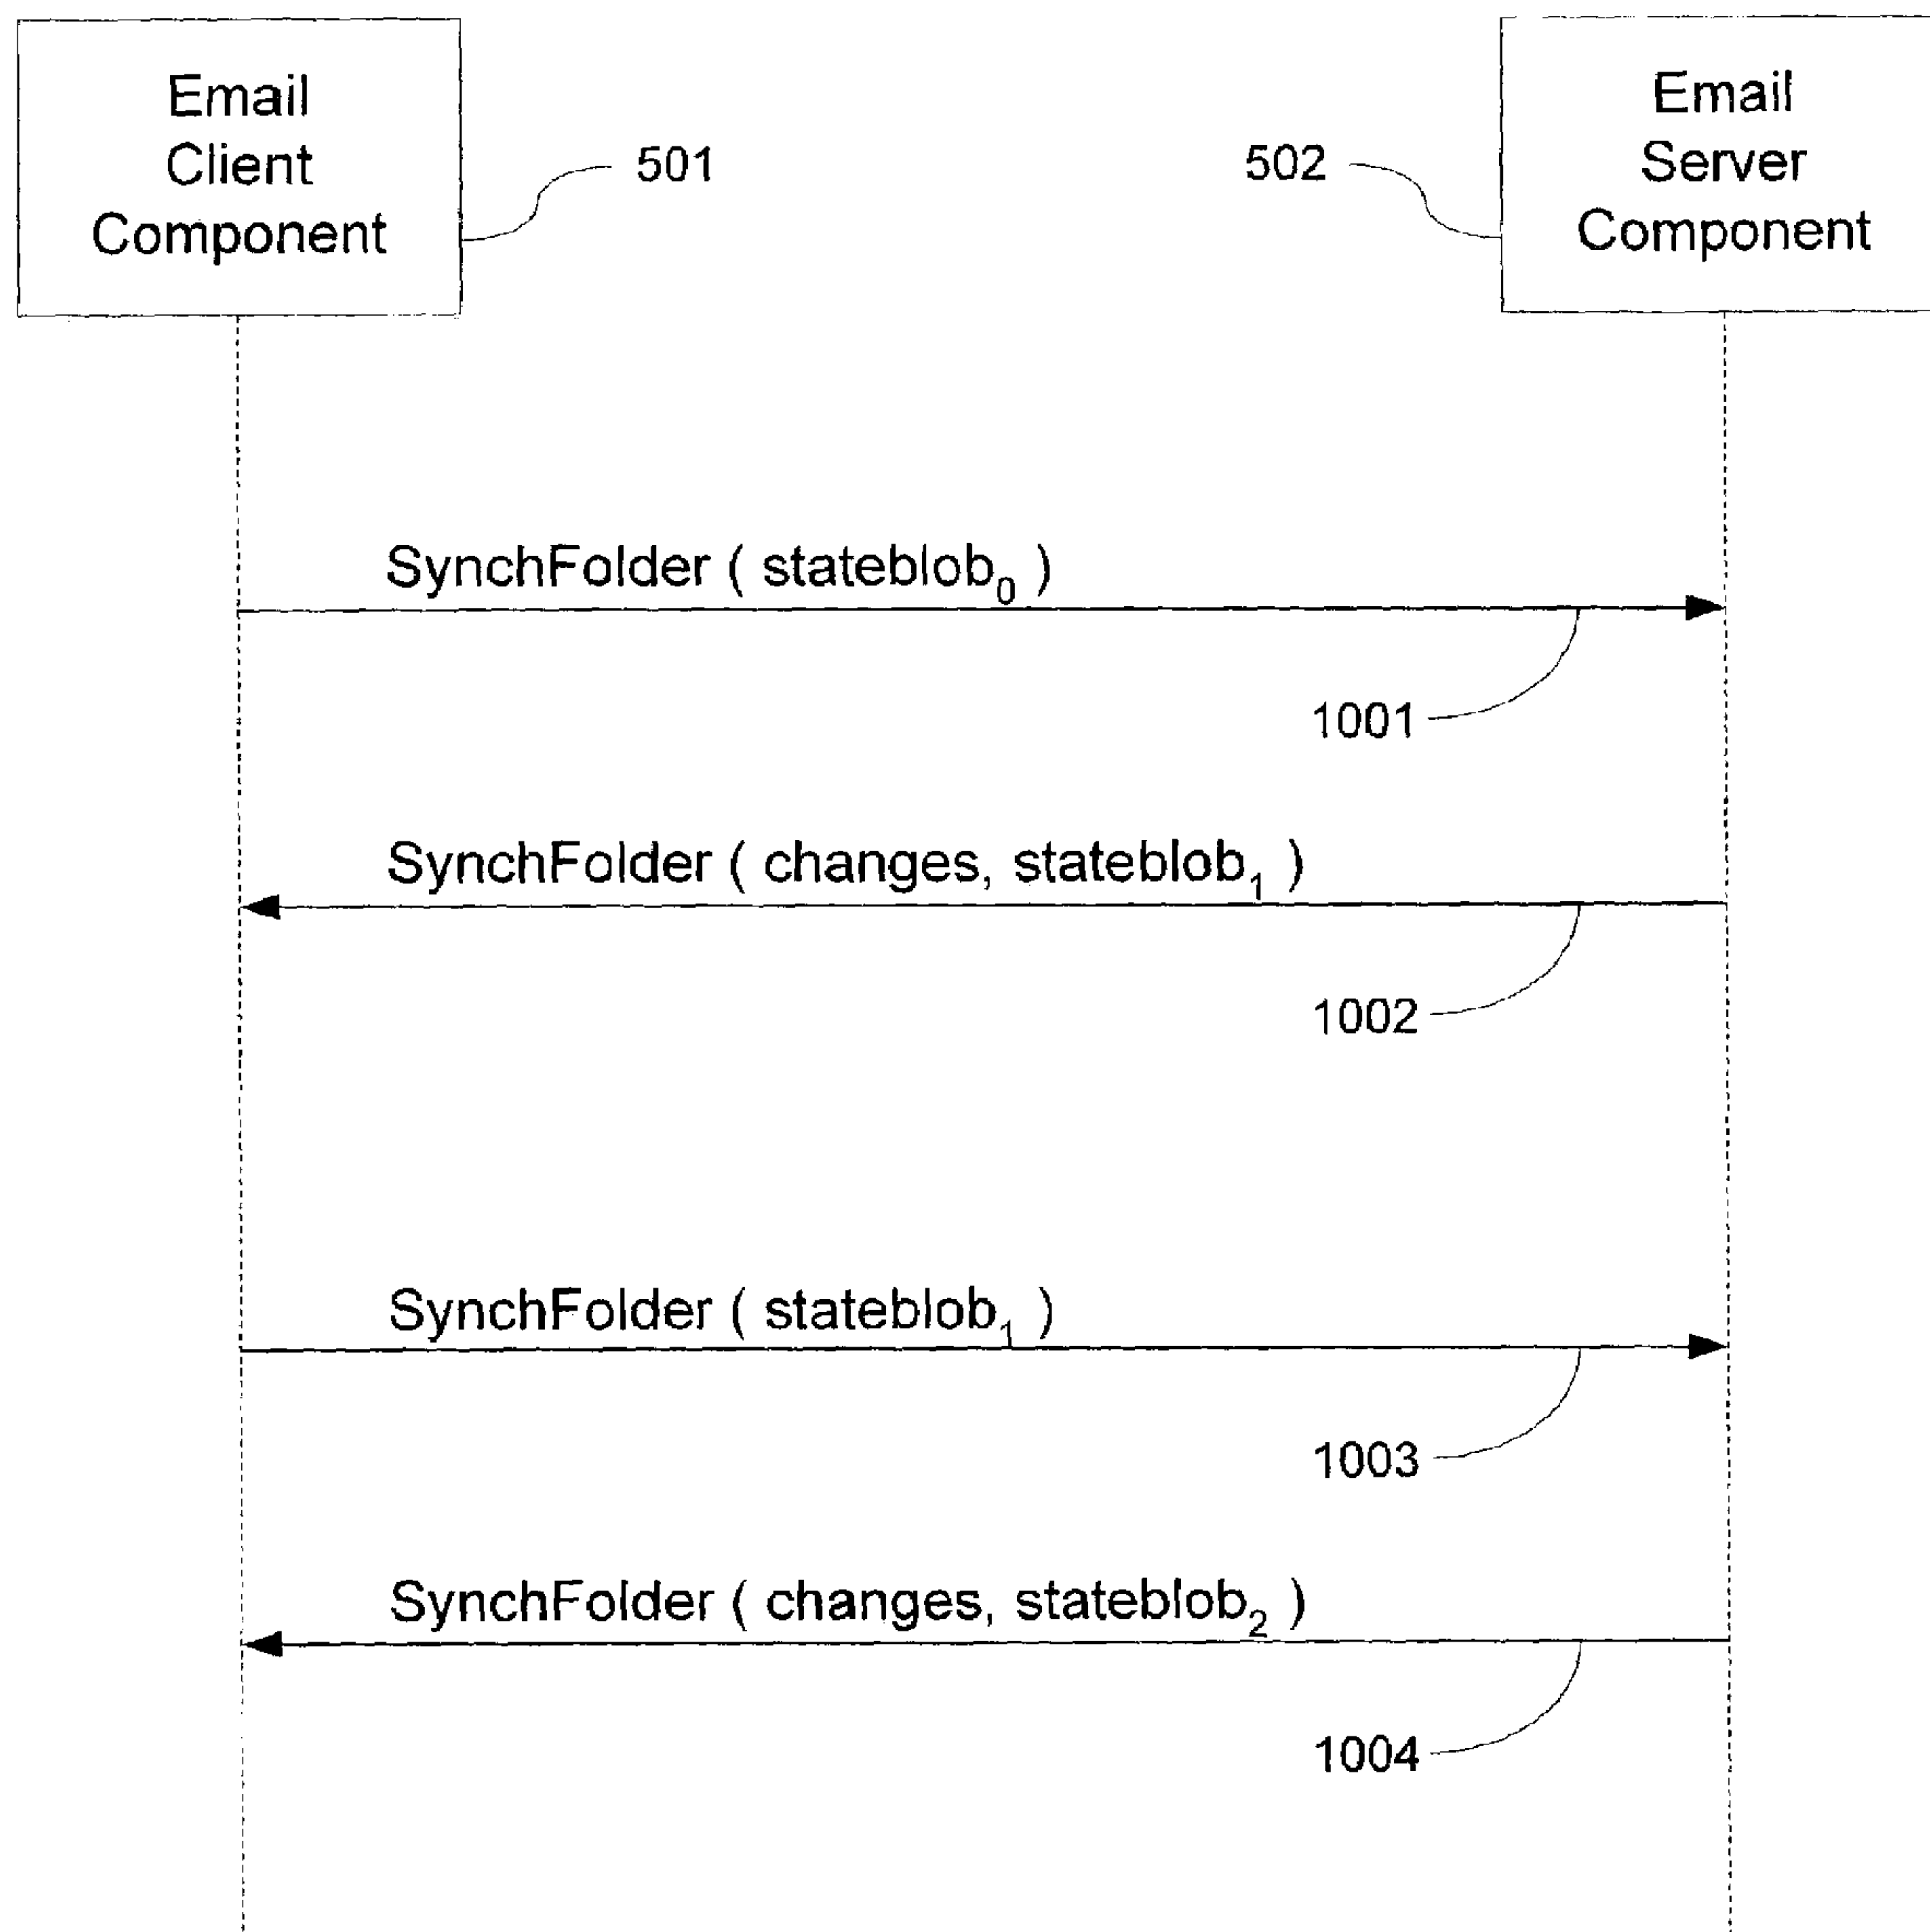 Email
Client
Component
501
502
Email
Server
Component
SynchFolder ( stateblob₀ )
1001
SynchFolder ( changes, stateblob₁ )
1002
SynchFolder ( stateblob₁ )
1003
SynchFolder ( changes, stateblob₂ )
1004